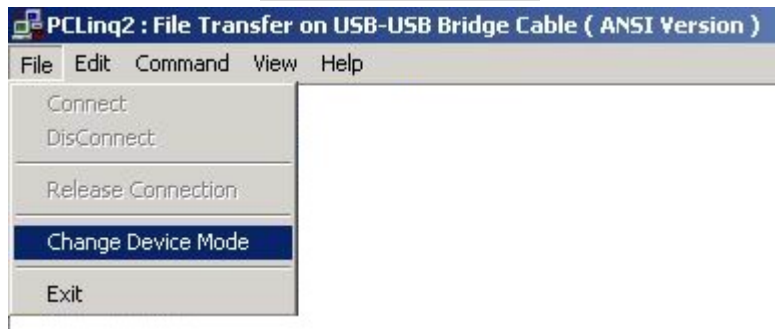 PCLinq2 : File Transfer on USB-USB Bridge Cable ( ANSI Version )
File Edit Command View Help
Connect
DisConnect
Release Connection
Change Device Mode
Exit